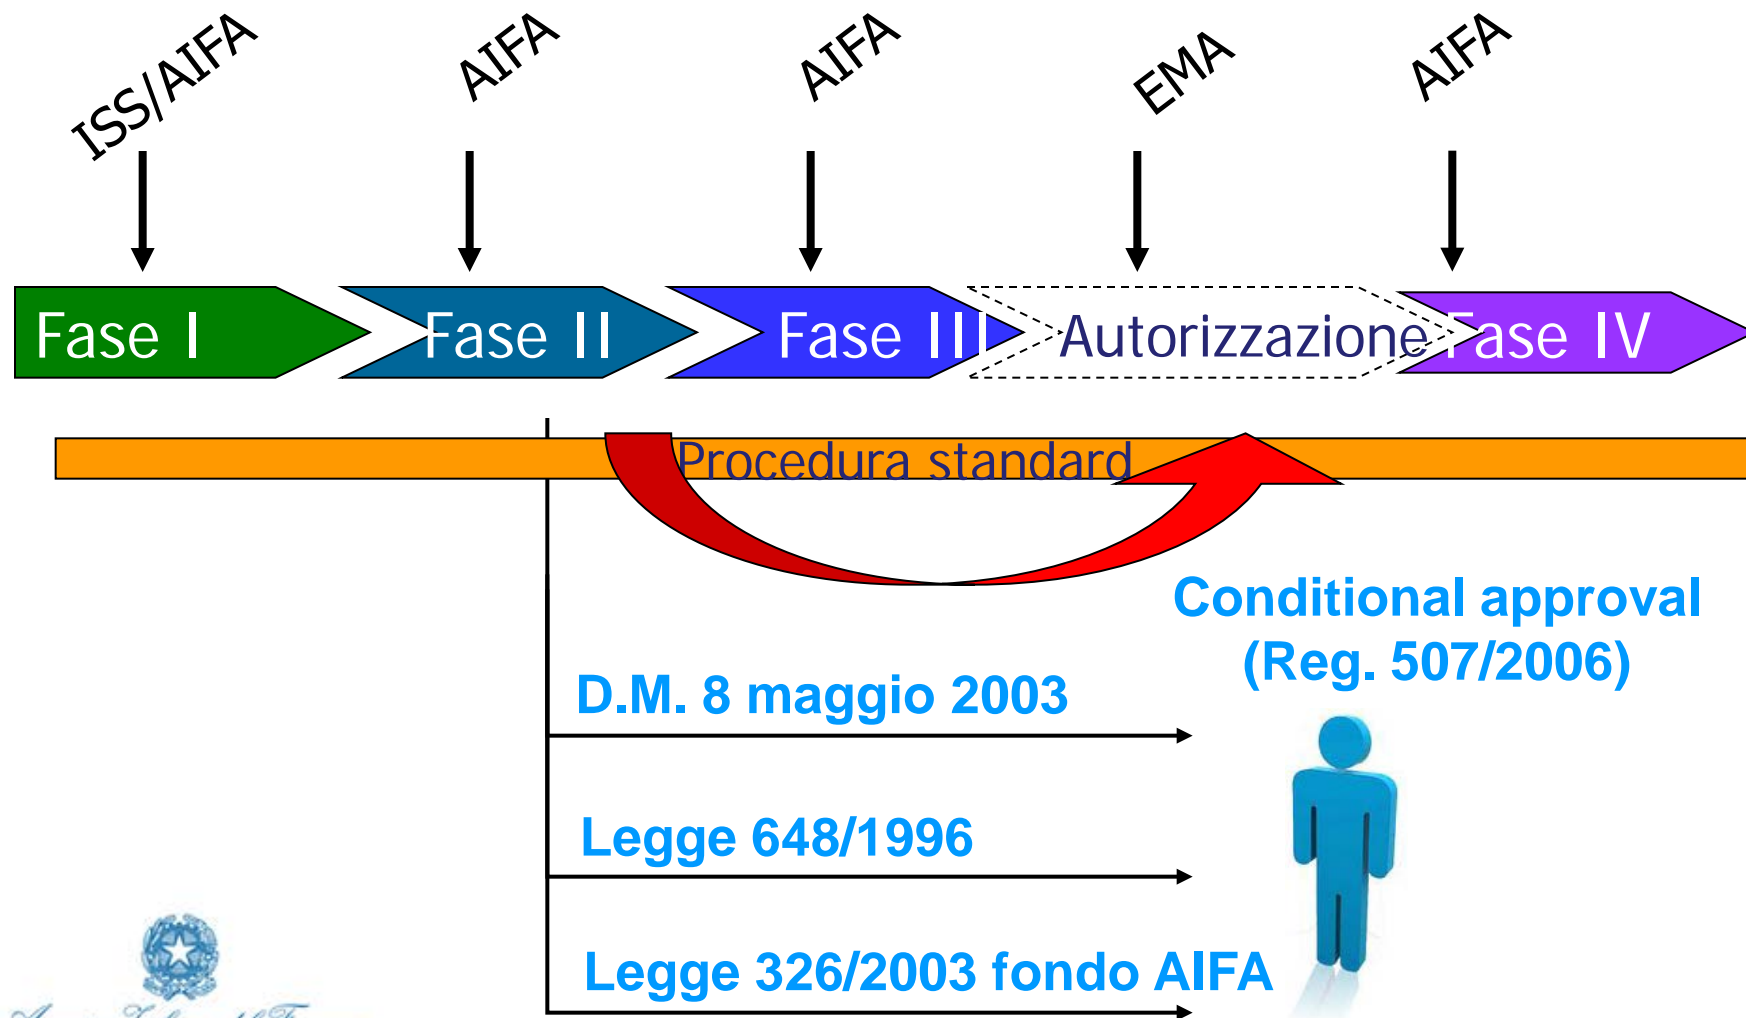 ISS/AIFA
AIFA
AIFA
EMA
AIFA
Fase I
Fase II
Fase III
Autorizzazione
Fase IV
Procedura standard
Conditional approval
(Reg. 507/2006)
D.M. 8 maggio 2003
Legge 648/1996
Legge 326/2003 fondo AIFA